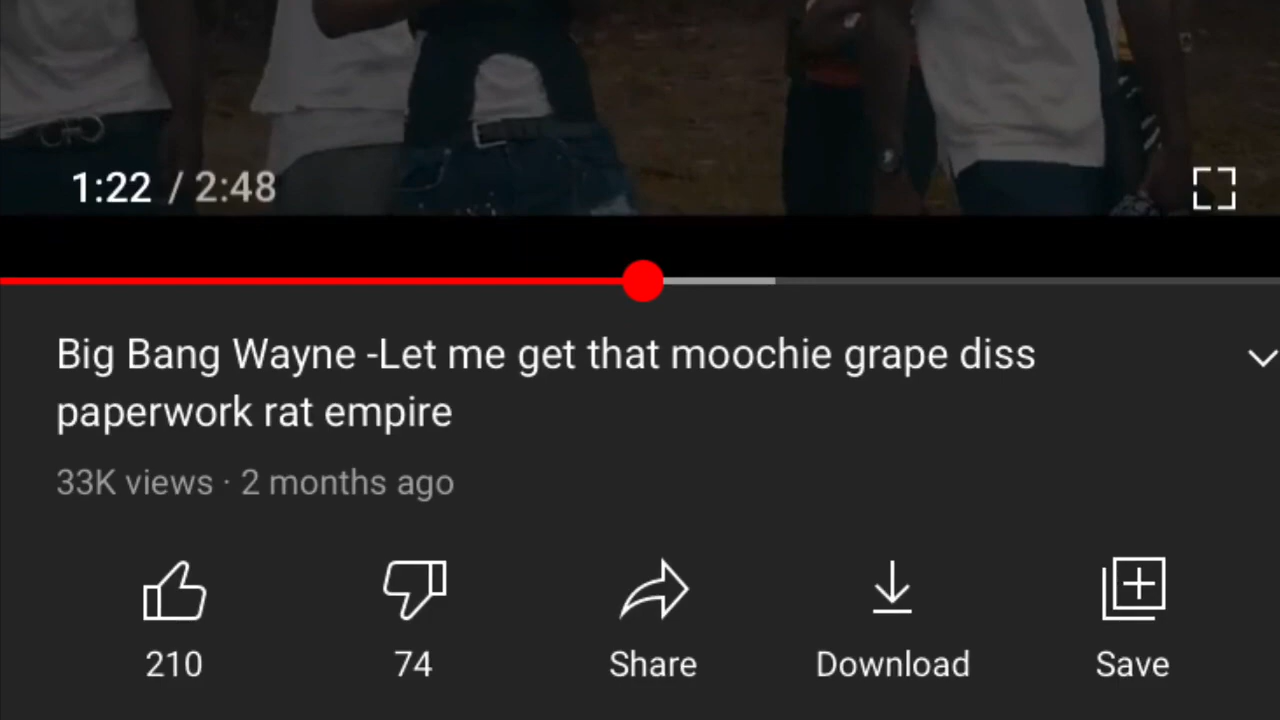 1:22 / 2:48
Big Bang Wayne -Let me get that moochie grape diss
paperwork rat empire
33K views · 2 months ago
210 74 Share Download Save